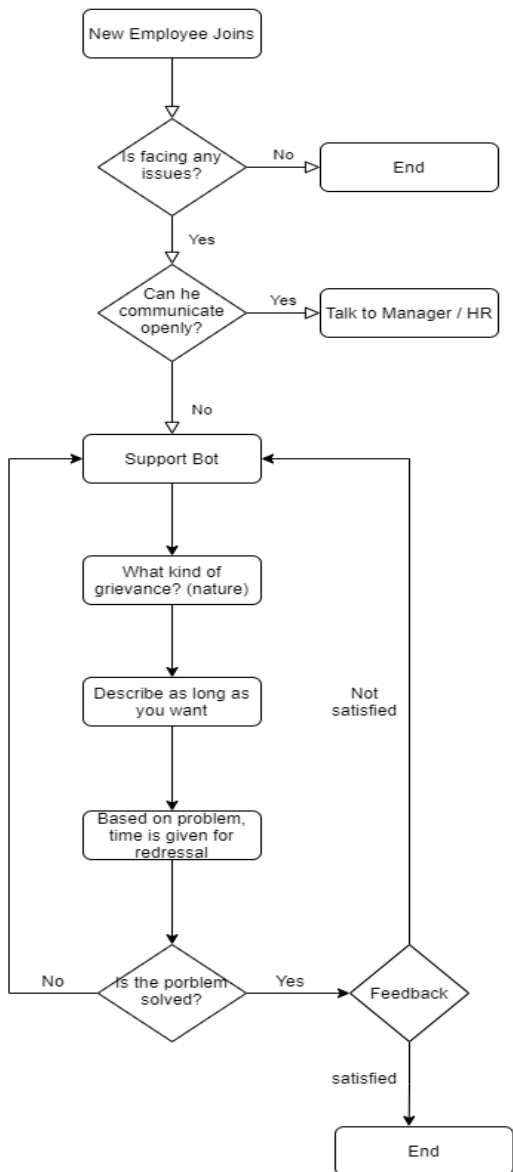 New Employee Joins
Is facing any
issues?
No
End
Yes
Can he
communicate
openly?
Yes
Talk to Manager / HR
No
Support Bot
What kind of
grievance? (nature)
Describe as long as
you want
Not
satisfied
Based on problem,
time is given for
redressal
No
Is the porblem
solved?
Yes
Feedback
satisfied
End